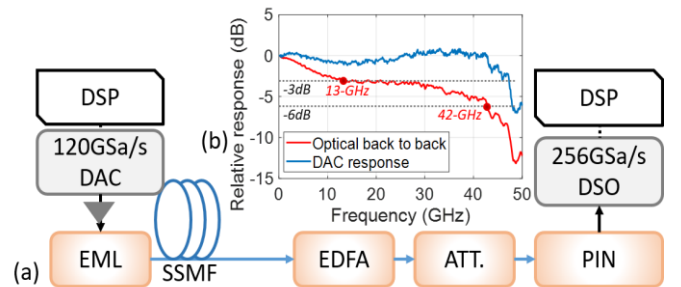 DSP
120GSa/s
DAC
EML
SSMF
EDFA
ATT.
PIN
256GSa/s
DSO
DSP
(a)
(b)
Relative response (dB)
5
0
-5
-10
-15
-3dB
13-GHz
-6dB
42-GHz
Optical back to back
DAC response
0
10
20
30
40
50
Frequency (GHz)